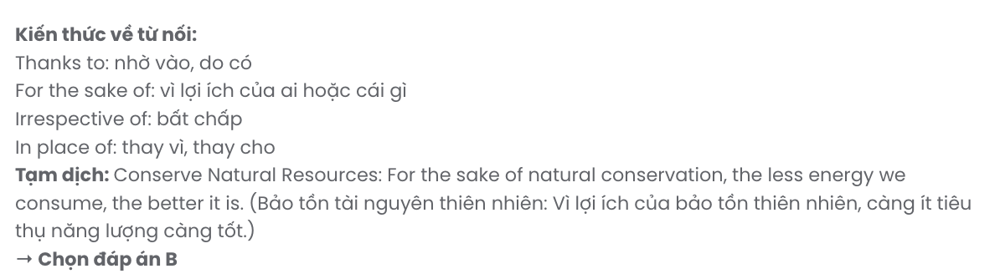 Kiến thức về từ nối:
Thanks to: nhờ vào, do có
For the sake of: vì lợi ích của ai hoặc cái gì
Irrespective of: bất chấp
In place of: thay vì, thay cho
Tạm dịch: Conserve Natural Resources: For the sake of natural conservation, the less energy we
consume, the better it is. (Bảo tồn tài nguyên thiên nhiên: Vì lợi ích của bảo tồn thiên nhiên, càng ít tiêu
thụ năng lượng càng tốt.)
→ Chọn đáp án B